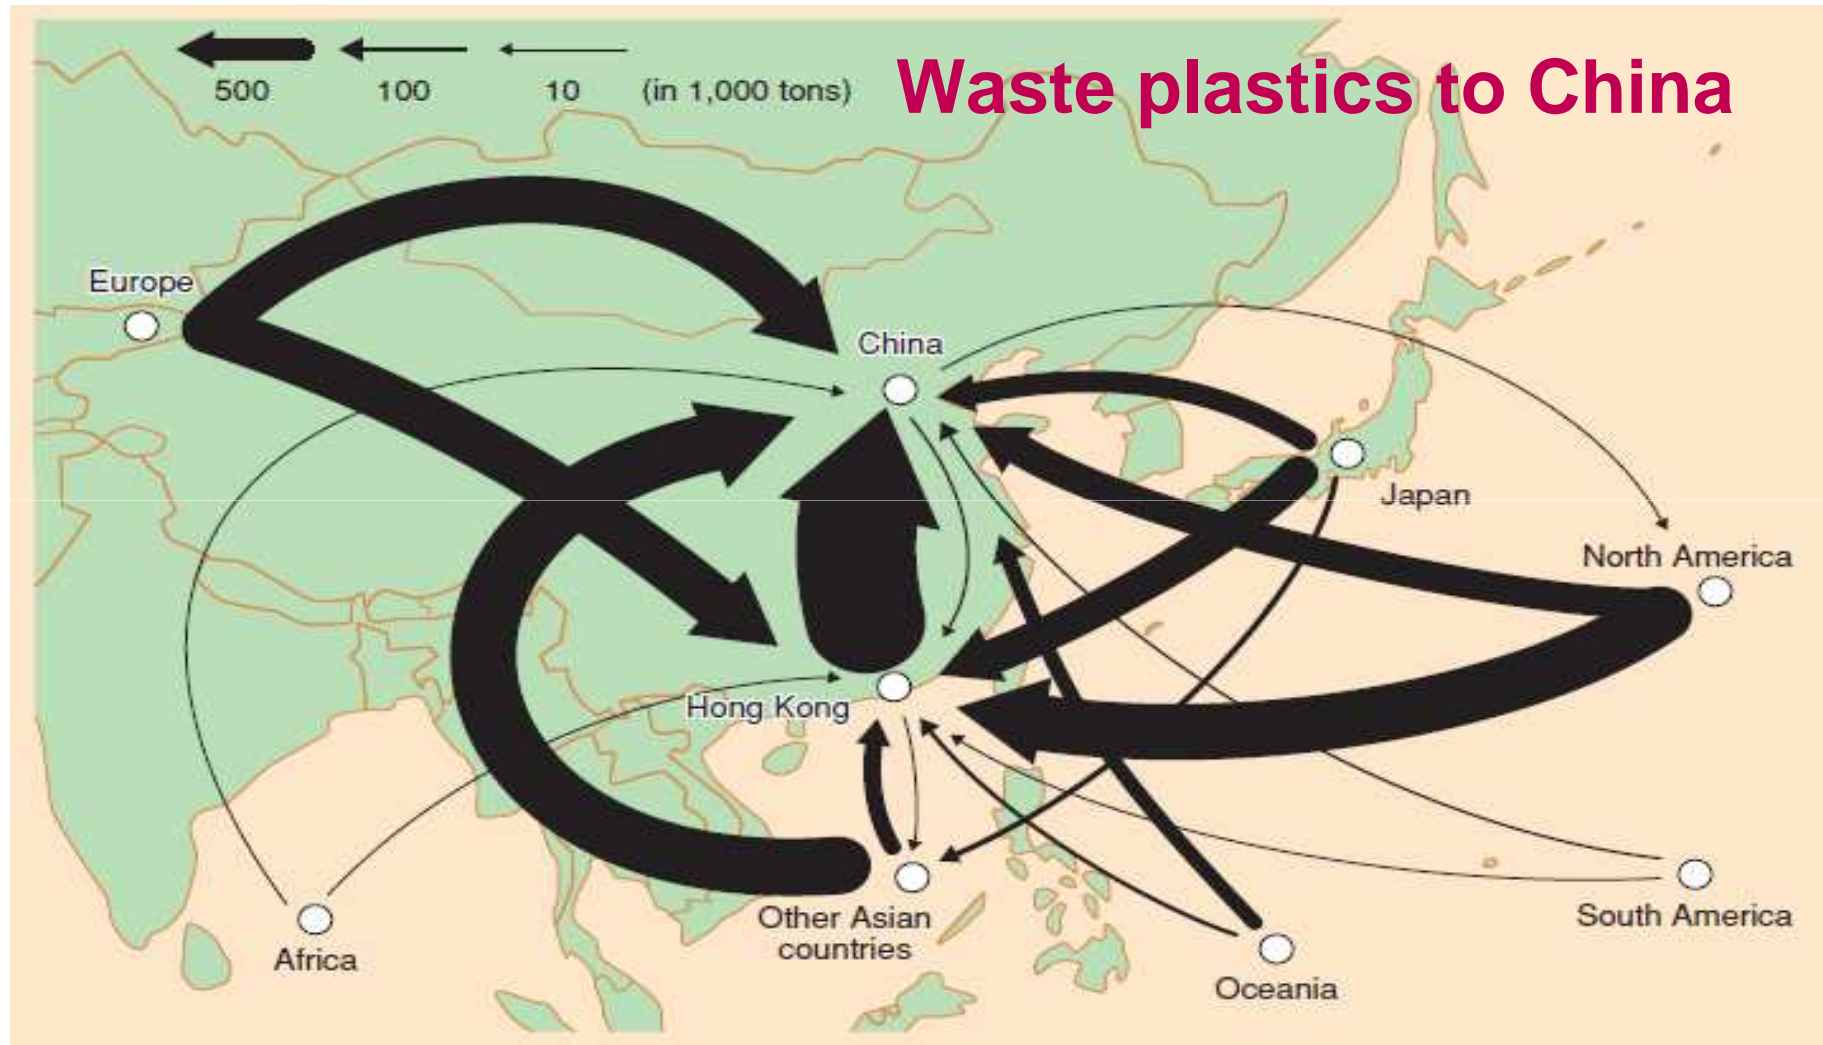 Waste plastics to China
500 100 10 (in 1,000 tons)
Europe
China
Japan
North America
Hong Kong
Other Asian
countries
South America
Africa
Oceania